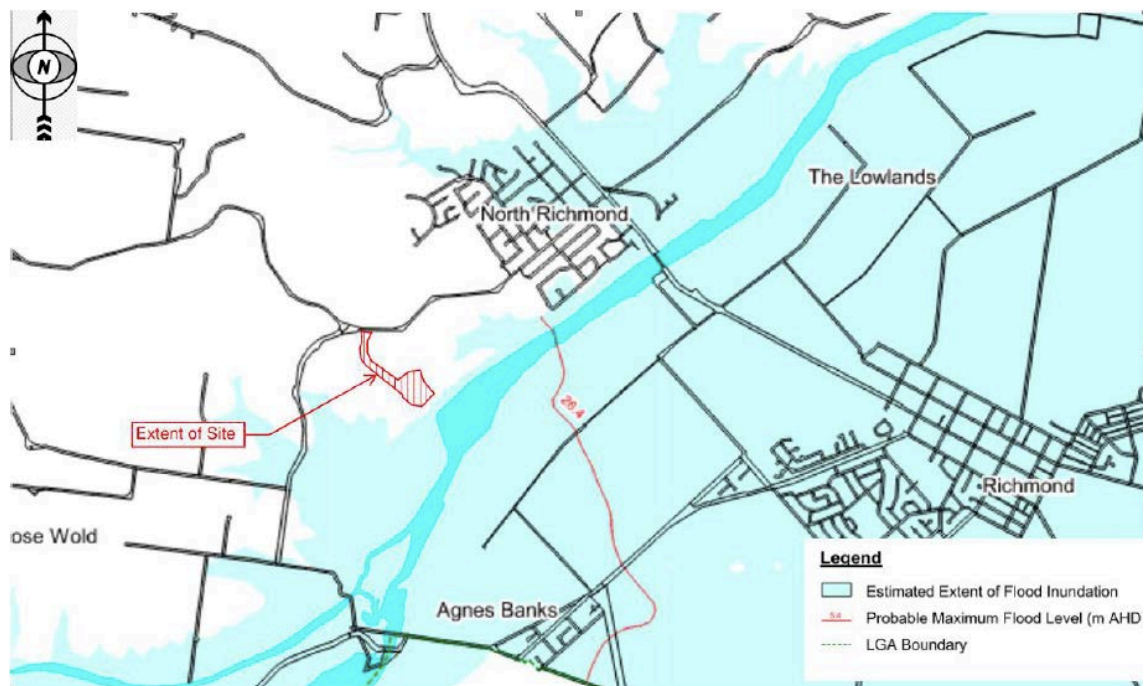 N
The Lowlands
North Richmond
26.4
Extent of Site
Richmond
ose Wold
Agnes Banks
Legend
Estimated Extent of Flood Inundation
Probable Maximum Flood Level (m AHD
LGA Boundary